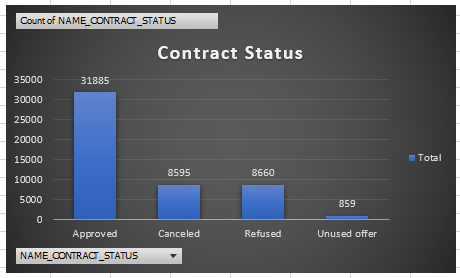 Count of NAME_CONTRACT_STATUS
Contract Status
35000
30000
25000
20000
15000
10000
5000
0
31885
8595
8660
859
Approved
Canceled
Refused
Unused offer
Total
NAME_CONTRACT_STATUS